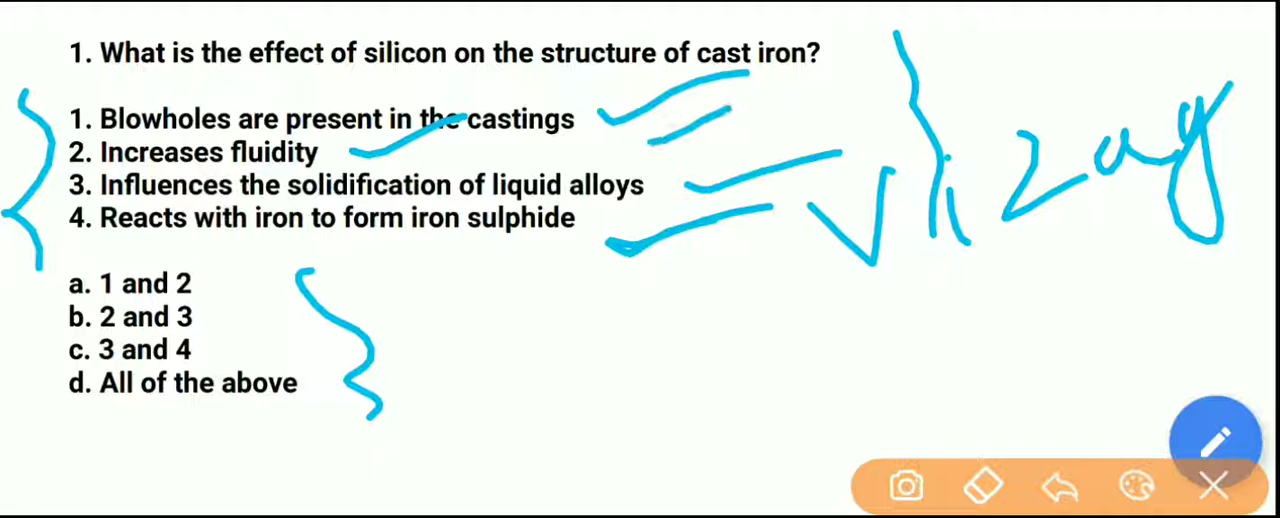 1. What is the effect of silicon on the structure of cast iron?
1. Blowholes are present in the castings
2. Increases fluidity
3. Influences the solidification of liquid alloys
4. Reacts with iron to form iron sulphide
a. 1 and 2
b. 2 and 3
c. 3 and 4
d. All of the above